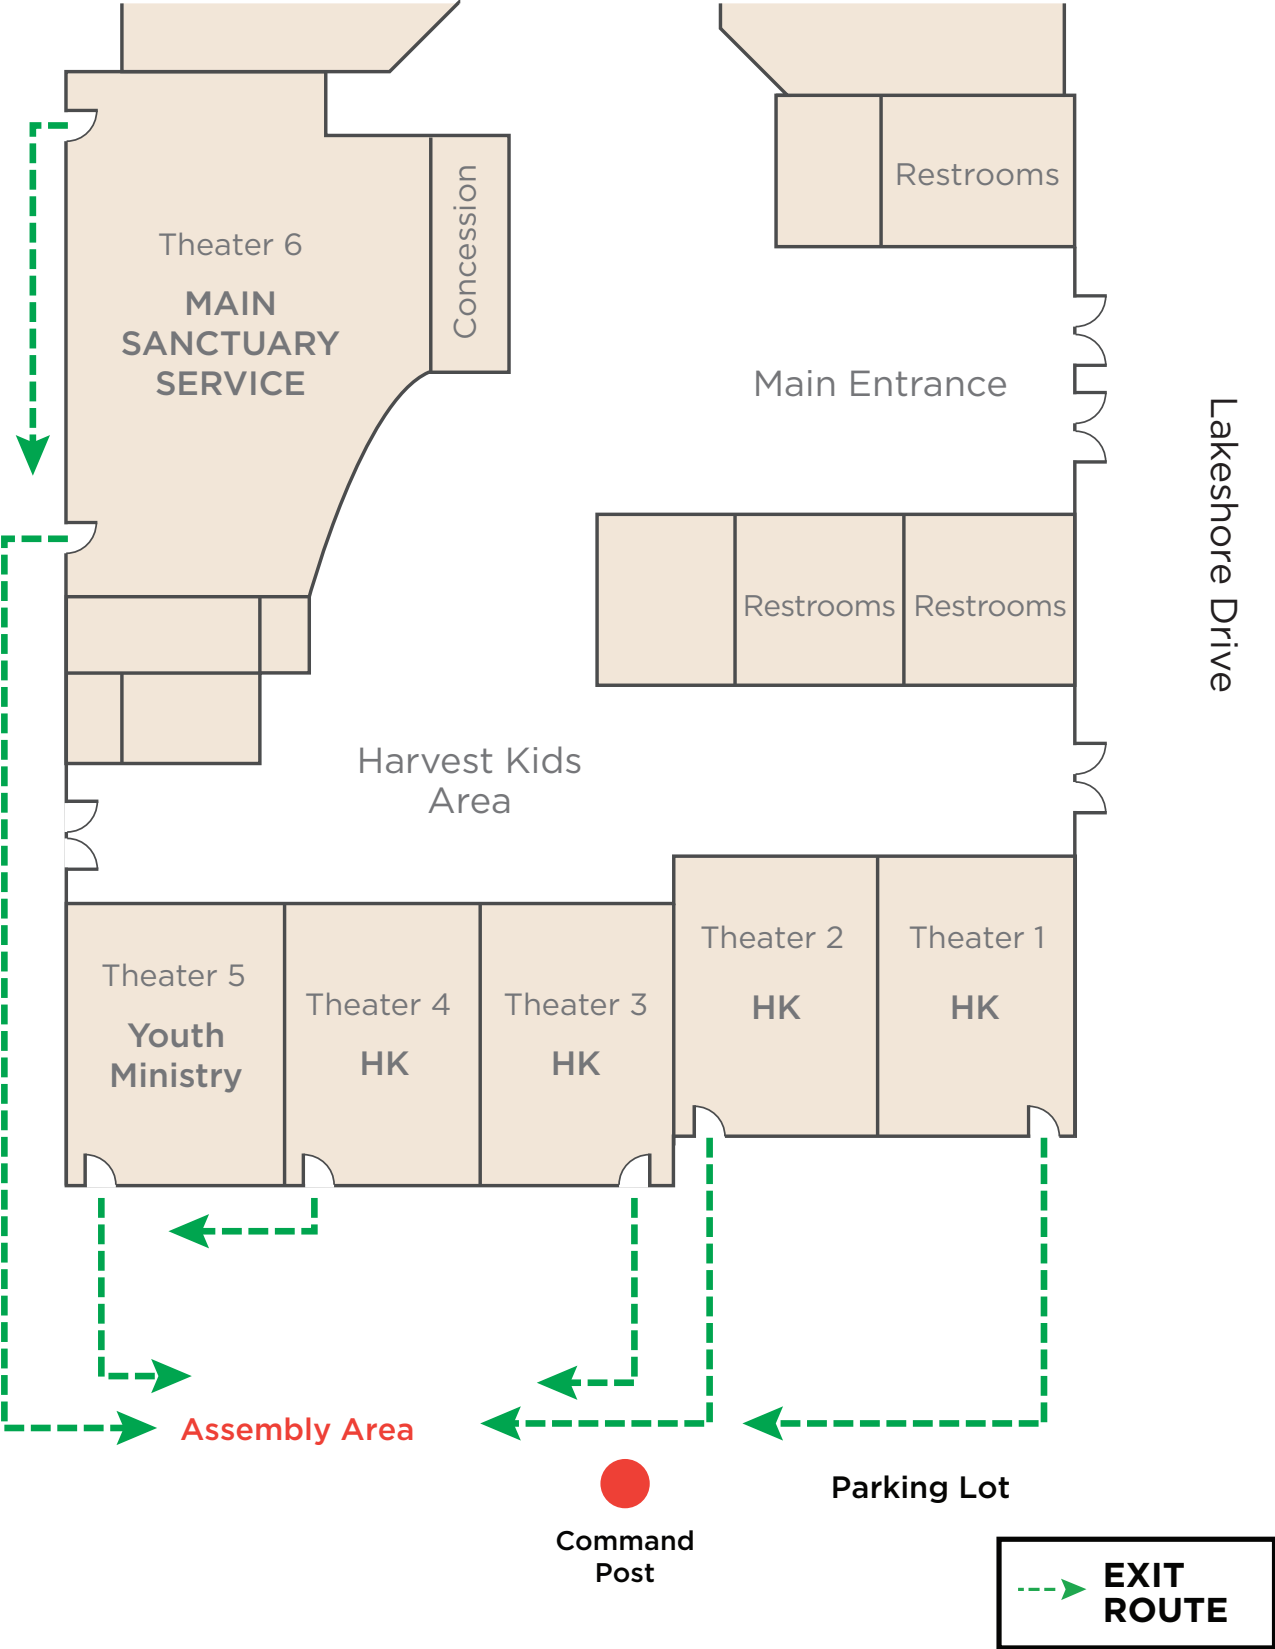 Restrooms
Concession
Theater 6
MAIN
SANCTUARY
SERVICE
Main Entrance
Lakeshore Drive
Restrooms
Restrooms
Harvest Kids
Area
Theater 5
Youth
Ministry
Theater 4
HK
Theater 3
HK
Theater 2
HK
Theater 1
HK
Assembly Area
Command
Post
Parking Lot
EXIT
ROUTE